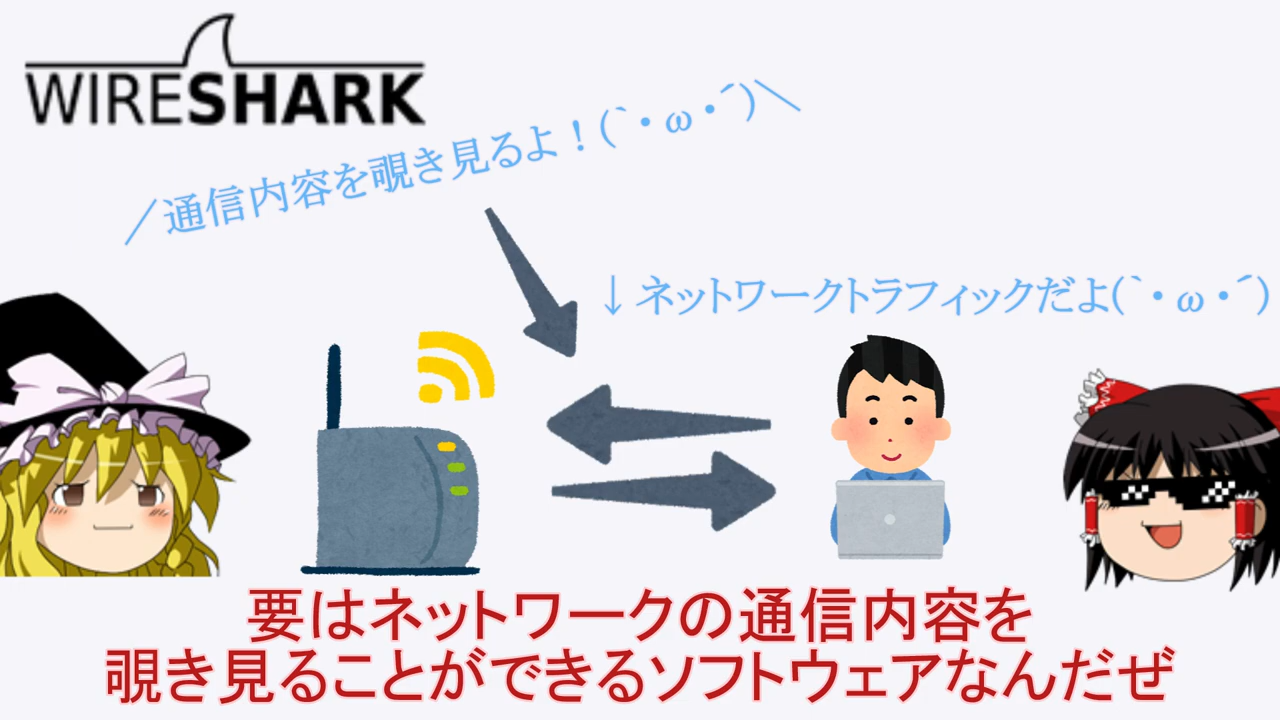 WIRESHARK
／通信内容を覗き見るよ！(｀・ω・´)＼
↓ネットワークトラフィックだよ(｀・ω・´)
要はネットワークの通信内容を
覗き見ることができるソフトウェアなんだぜ